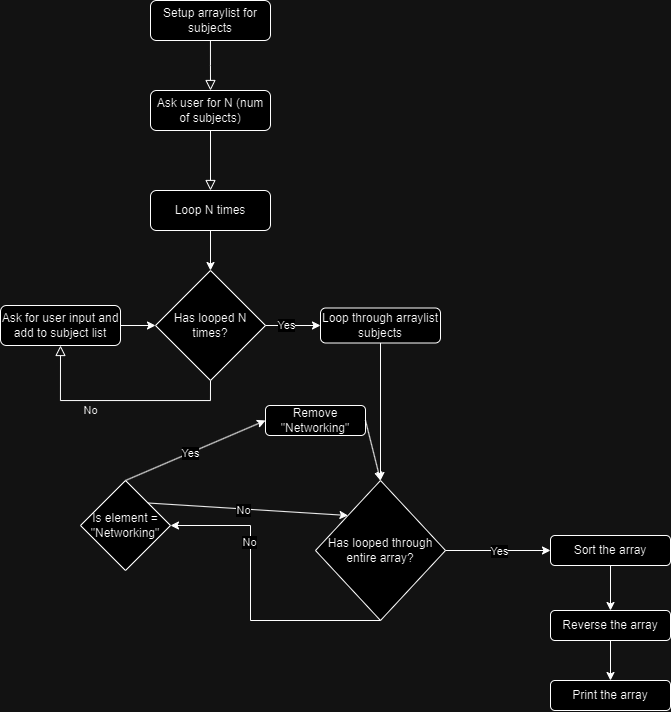 Setup arraylist for
subjects
Ask user for N (num
of subjects)
Loop N times
Ask for user input and
add to subject list
Has looped N
times?
Yes
Loop through arraylist
subjects
No
Remove
"Networking"
Yes
Is element =
"Networking"
No
No
Has looped through
entire array?
Yes
Sort the array
Reverse the array
Print the array